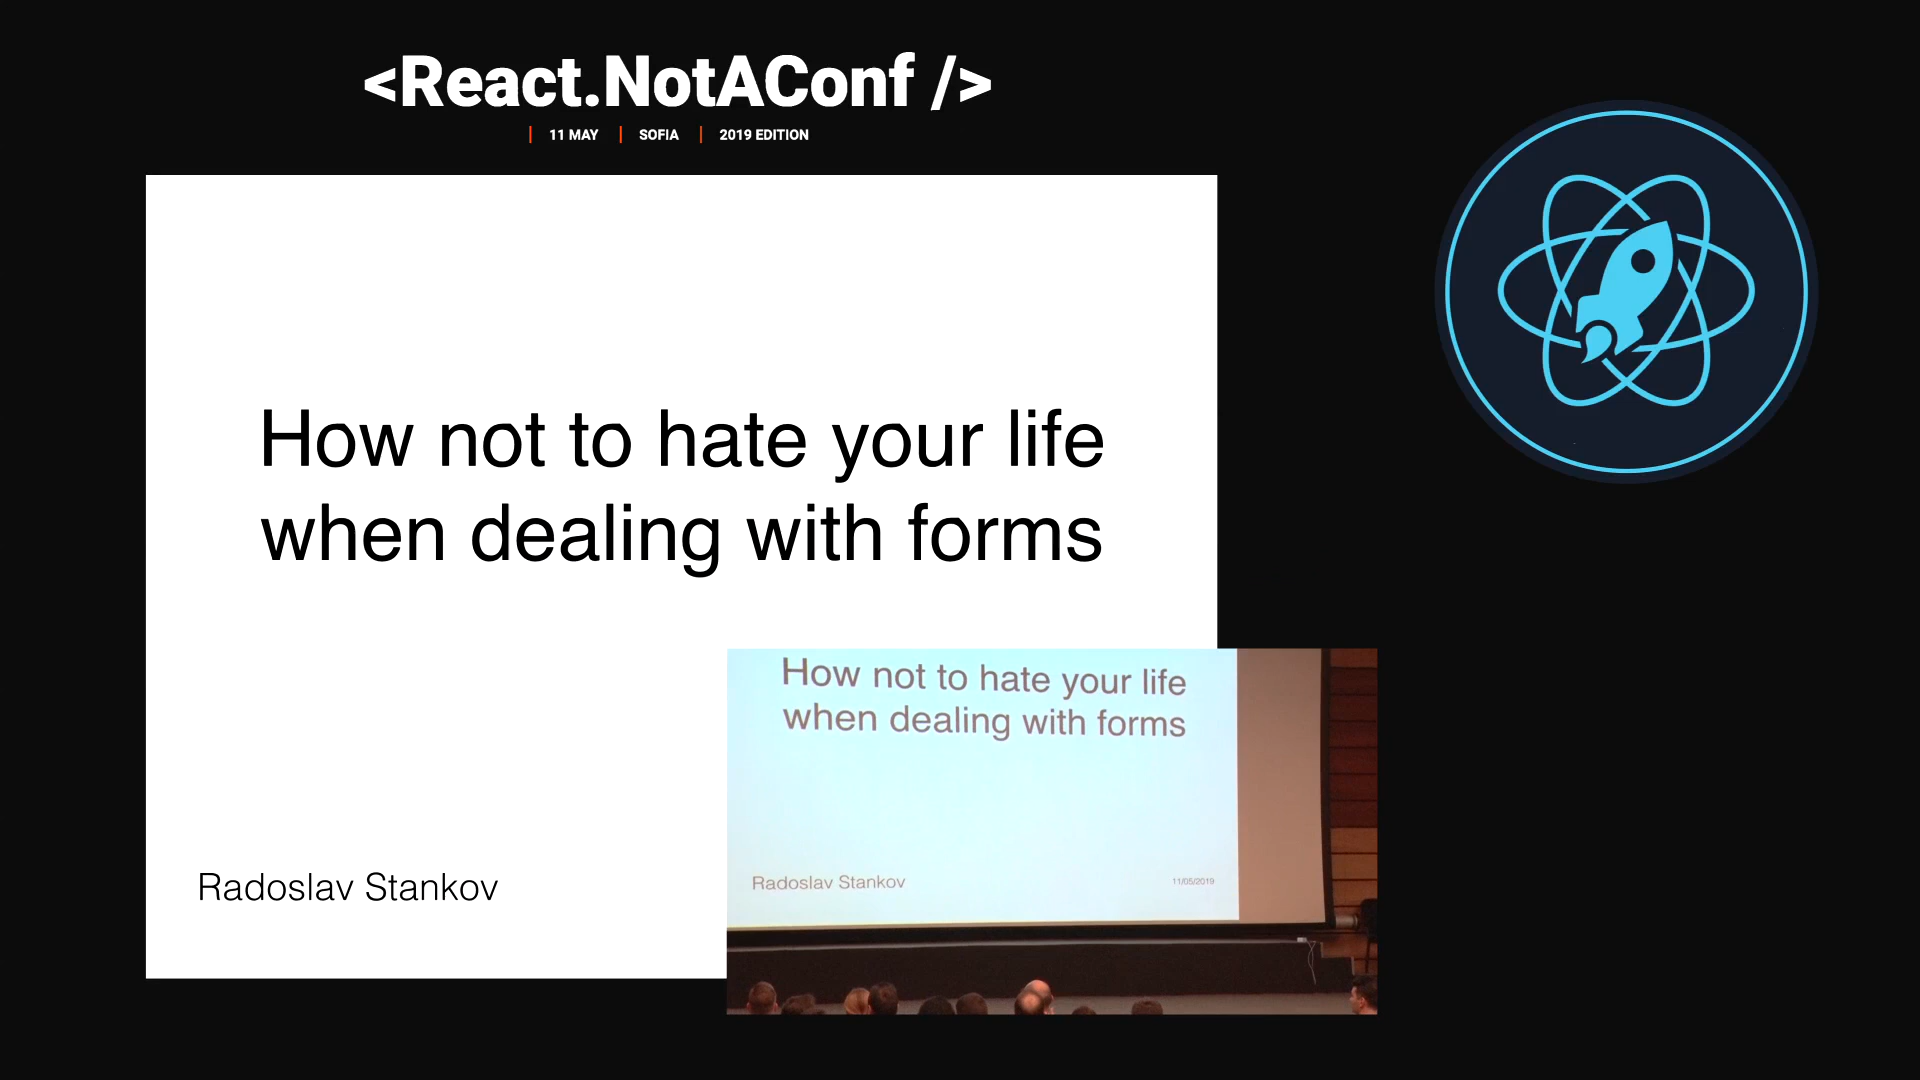 <React.NotAConf />
11 MAY | SOFIA | 2019 EDITION
How not to hate your life
when dealing with forms
Radoslav Stankov
How not to hate your life
when dealing with forms
Radoslav Stankov
11/05/2019